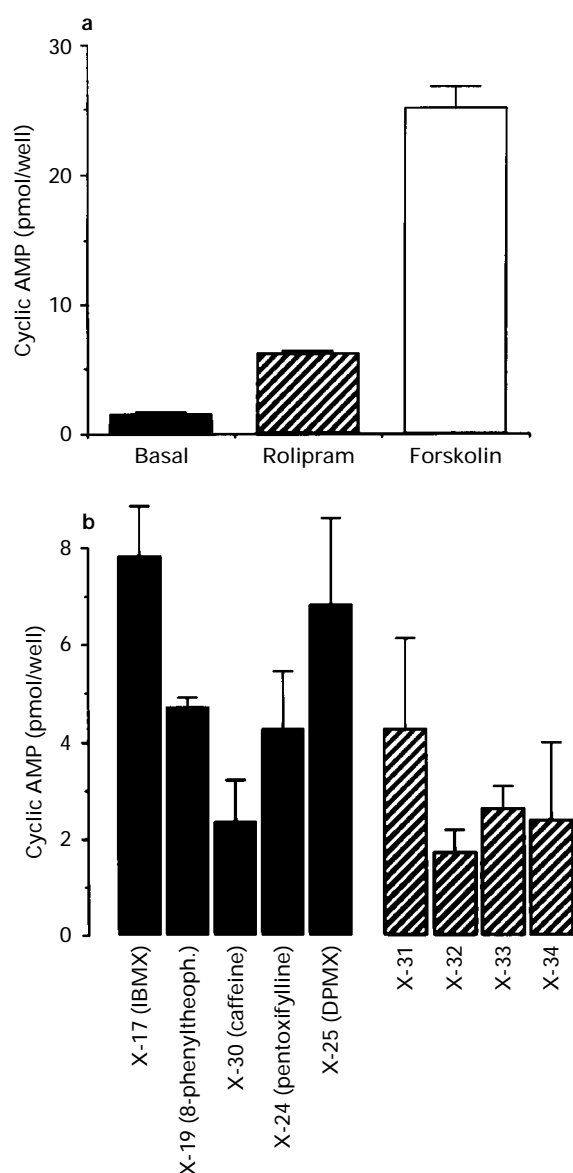 a
30
20
10
0
Cyclic AMP (pmol/well)
Basal
Rolipram
Forskolin
b
8
6
4
2
0
Cyclic AMP (pmol/well)
X-17 (IBMX)
X-19 (8-phenyltheoph.)
X-30 (caffeine)
X-24 (pentoxifylline)
X-25 (DPMX)
X-31
X-32
X-33
X-34